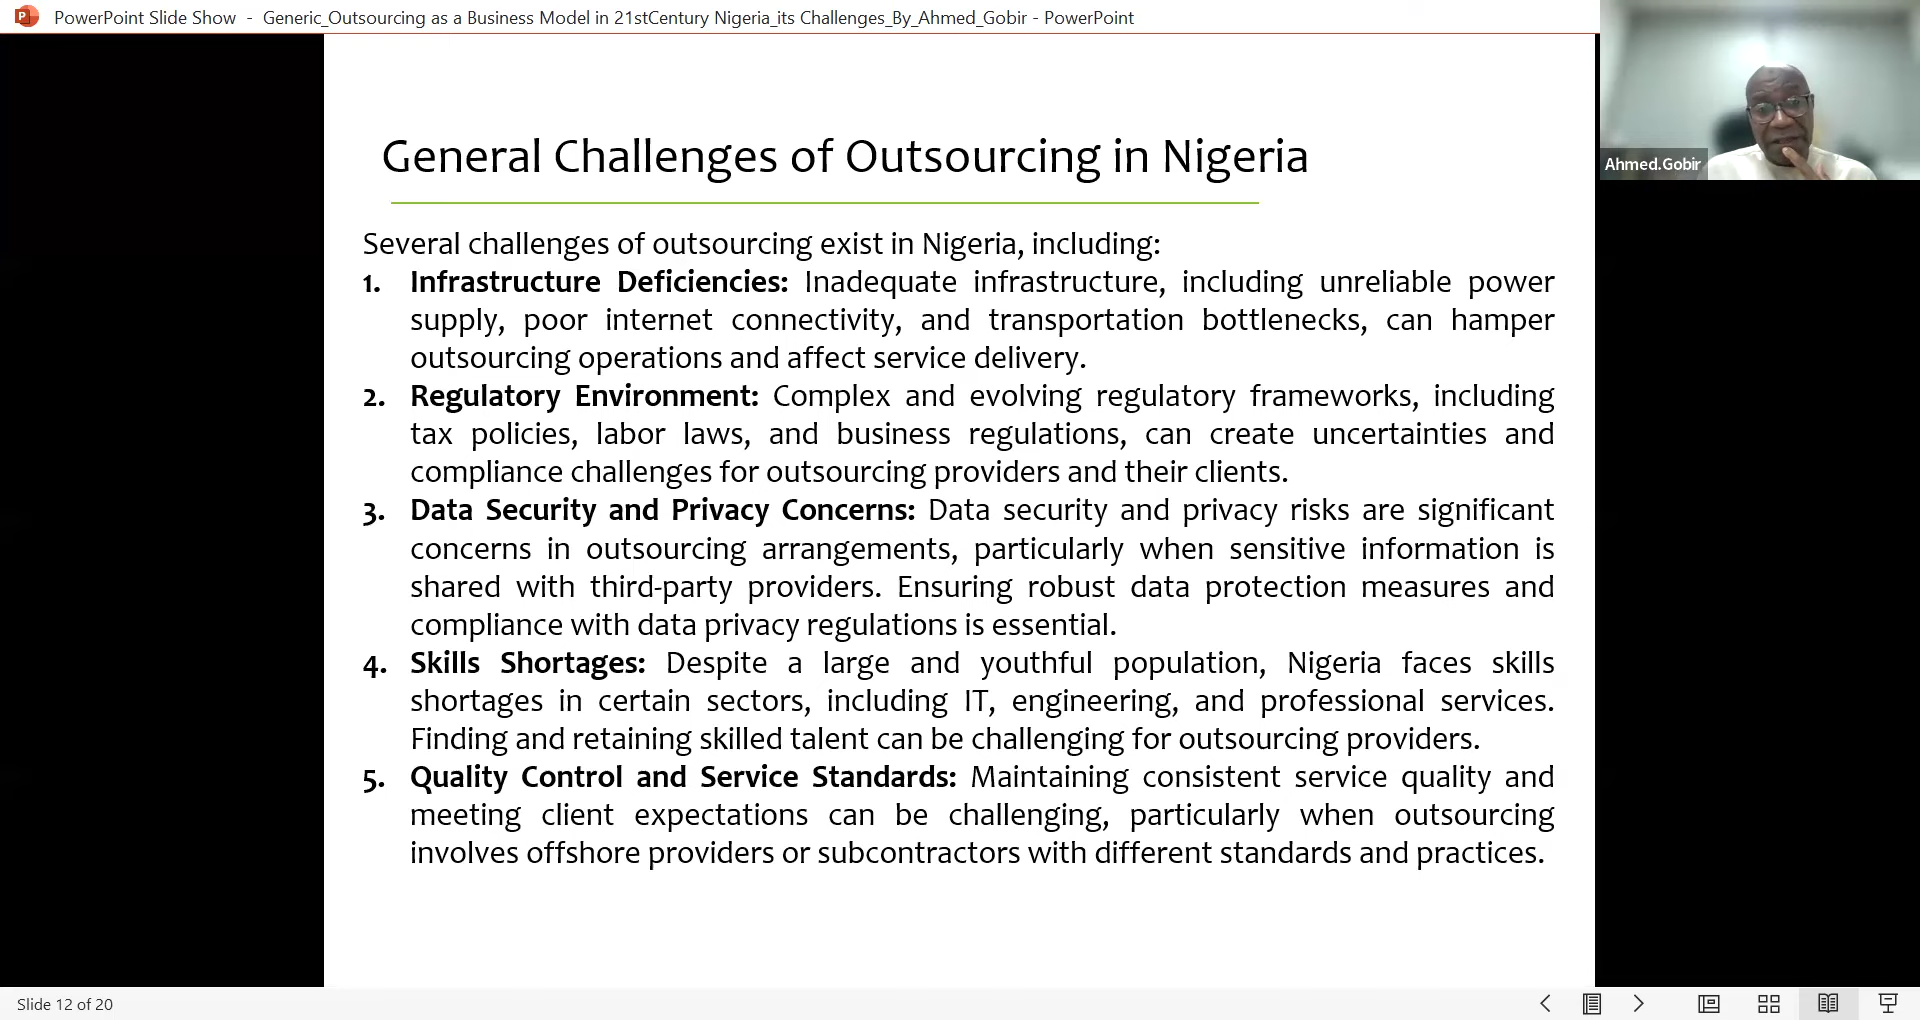 PowerPoint Slide Show - Generic_Outsourcing as a Business Model in 21stCentury Nigeria_its Challenges_By_Ahmed_Gobir - PowerPoint
Ahmed.Gobir
General Challenges of Outsourcing in Nigeria
Several challenges of outsourcing exist in Nigeria, including:
1. Infrastructure Deficiencies: Inadequate infrastructure, including unreliable power
supply, poor internet connectivity, and transportation bottlenecks, can hamper
outsourcing operations and affect service delivery.
2. Regulatory Environment: Complex and evolving regulatory frameworks, including
tax policies, labor laws, and business regulations, can create uncertainties and
compliance challenges for outsourcing providers and their clients.
3. Data Security and Privacy Concerns: Data security and privacy risks are significant
concerns in outsourcing arrangements, particularly when sensitive information is
shared with third-party providers. Ensuring robust data protection measures and
compliance with data privacy regulations is essential.
4. Skills Shortages: Despite a large and youthful population, Nigeria faces skills
shortages in certain sectors, including IT, engineering, and professional services.
Finding and retaining skilled talent can be challenging for outsourcing providers.
5. Quality Control and Service Standards: Maintaining consistent service quality and
meeting client expectations can be challenging, particularly when outsourcing
involves offshore providers or subcontractors with different standards and practices.
Slide 12 of 20